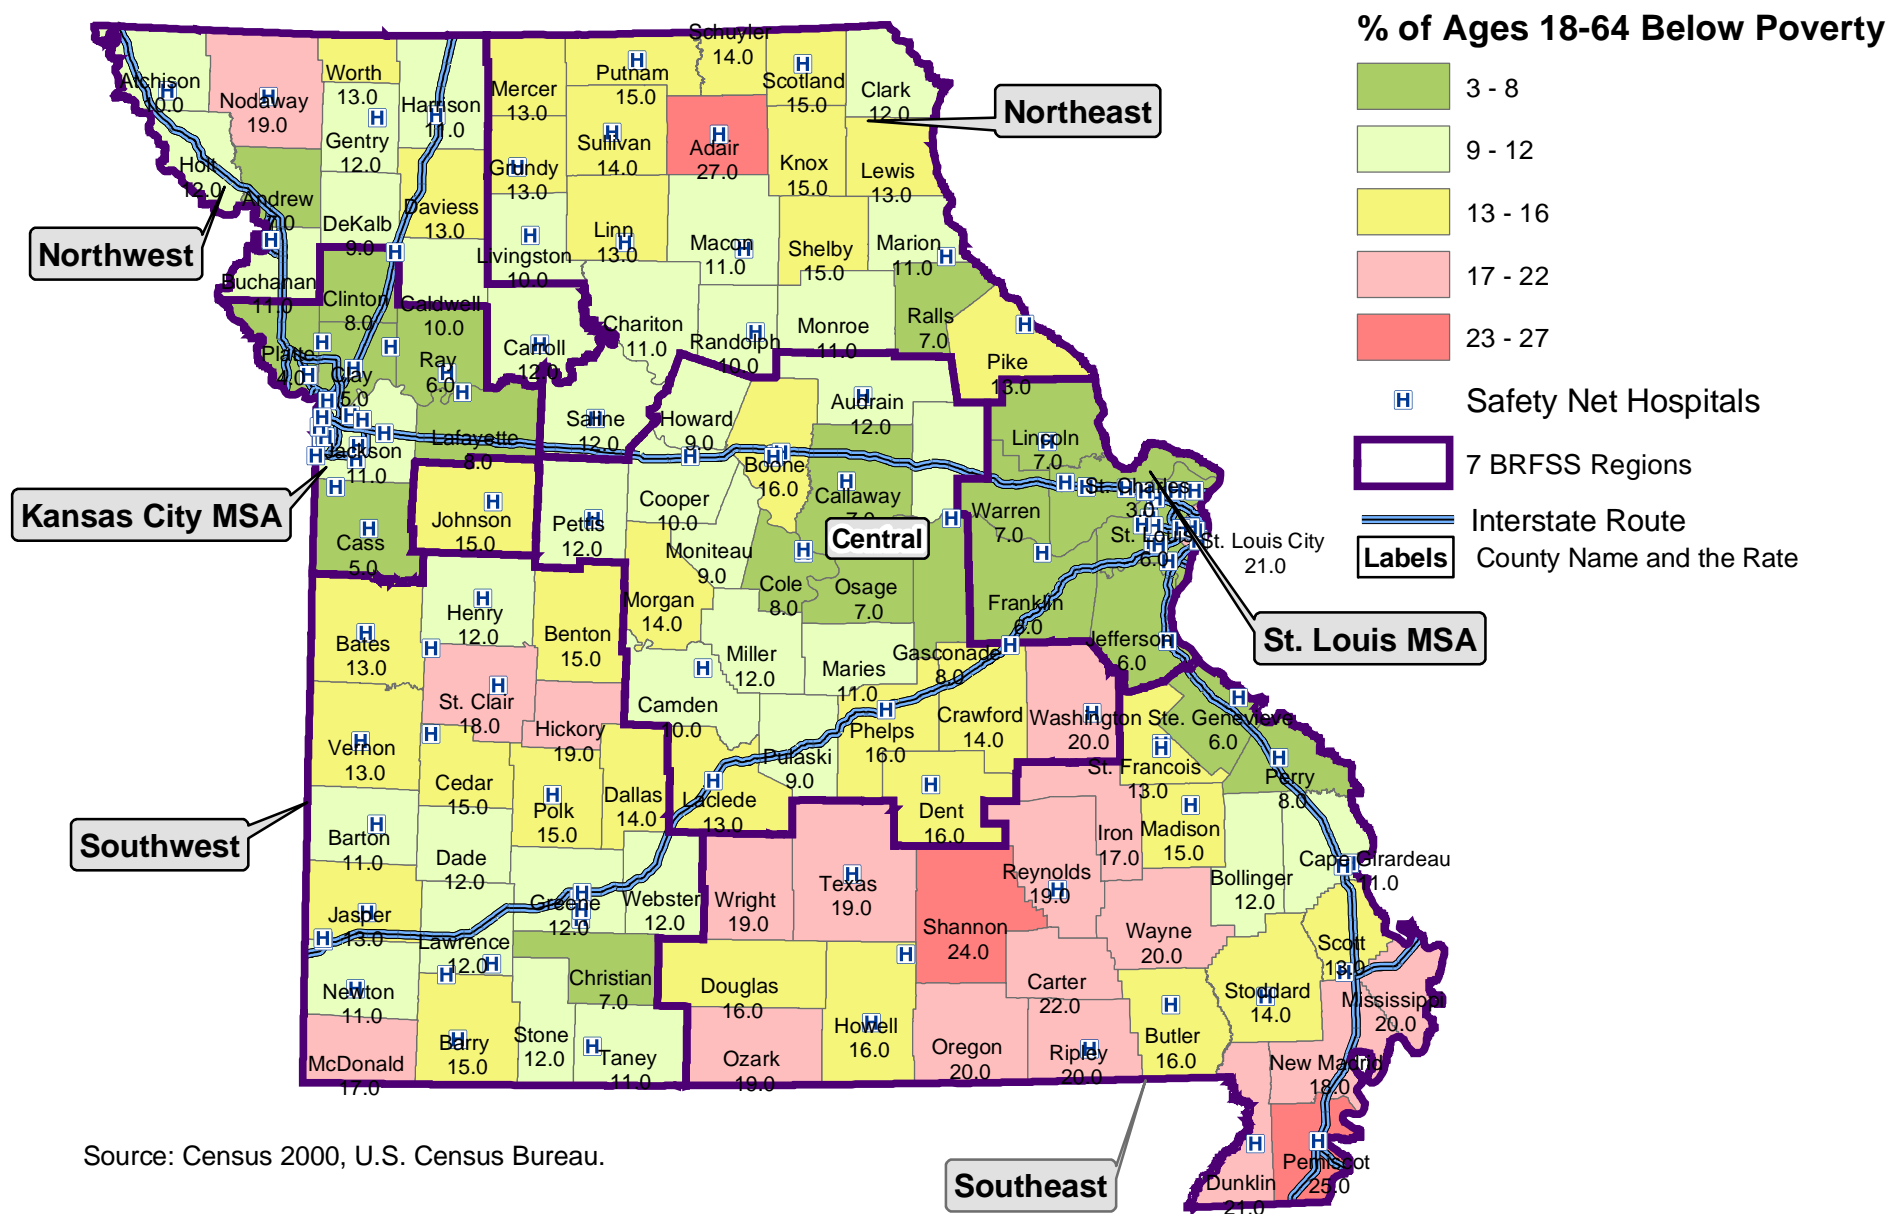 % of Ages 18-64 Below Poverty
3 - 8
9 - 12
13 - 16
17 - 22
23 - 27
H Safety Net Hospitals
7 BRFSS Regions
Interstate Route
Labels County Name and the Rate
Northwest
Northeast
Kansas City MSA
Central
St. Louis MSA
Southwest
Southeast
Atchison
10.0
Nodaway
19.0
Worth
13.0
Harrison
11.0
Mercer
13.0
Putnam
15.0
Schuyler
14.0
Scotland
15.0
Clark
12.0
Gentry
12.0
Holt
12.0
Andrew
7.0
DeKalb
9.0
Daviess
13.0
Grundy
13.0
Sullivan
14.0
Adair
27.0
Knox
15.0
Lewis
13.0
Buchanan
11.0
Clinton
8.0
Caldwell
10.0
Livingston
10.0
Linn
13.0
Macon
11.0
Shelby
15.0
Marion
11.0
Platte
4.0
Clay
5.0
Ray
6.0
Carroll
12.0
Chariton
11.0
Randolph
10.0
Monroe
11.0
Ralls
7.0
Pike
13.0
Jackson
11.0
Lafayette
8.0
Saline
12.0
Howard
9.0
Boone
16.0
Audrain
12.0
Callaway
7.0
Lincoln
7.0
St. Charles
3.0
Warren
7.0
St. Louis
6.0
St. Louis City
21.0
Cass
5.0
Johnson
15.0
Pettis
12.0
Cooper
10.0
Moniteau
9.0
Cole
8.0
Osage
7.0
Franklin
6.0
Jefferson
6.0
Bates
13.0
Henry
12.0
Benton
15.0
Morgan
14.0
Miller
12.0
Maries
11.0
Gasconade
8.0
Vernon
13.0
St. Clair
18.0
Hickory
19.0
Camden
10.0
Pulaski
9.0
Phelps
16.0
Crawford
14.0
Washington
20.0
Ste. Genevieve
6.0
St. Francois
13.0
Perry
8.0
Cedar
15.0
Polk
15.0
Dallas
14.0
Laclede
13.0
Dent
16.0
Iron
17.0
Madison
15.0
Barton
11.0
Dade
12.0
Greene
12.0
Webster
12.0
Wright
19.0
Texas
19.0
Shannon
24.0
Reynolds
19.0
Bollinger
12.0
Cape Girardeau
11.0
Jasper
13.0
Lawrence
12.0
Christian
7.0
Douglas
16.0
Howell
16.0
Carter
22.0
Wayne
20.0
Stoddard
14.0
Scott
13.0
Mississippi
20.0
Newton
11.0
McDonald
17.0
Barry
15.0
Stone
12.0
Taney
11.0
Ozark
19.0
Oregon
20.0
Ripley
20.0
Butler
16.0
New Madrid
18.0
Dunklin
21.0
Pemiscot
25.0
Source: Census 2000, U.S. Census Bureau.